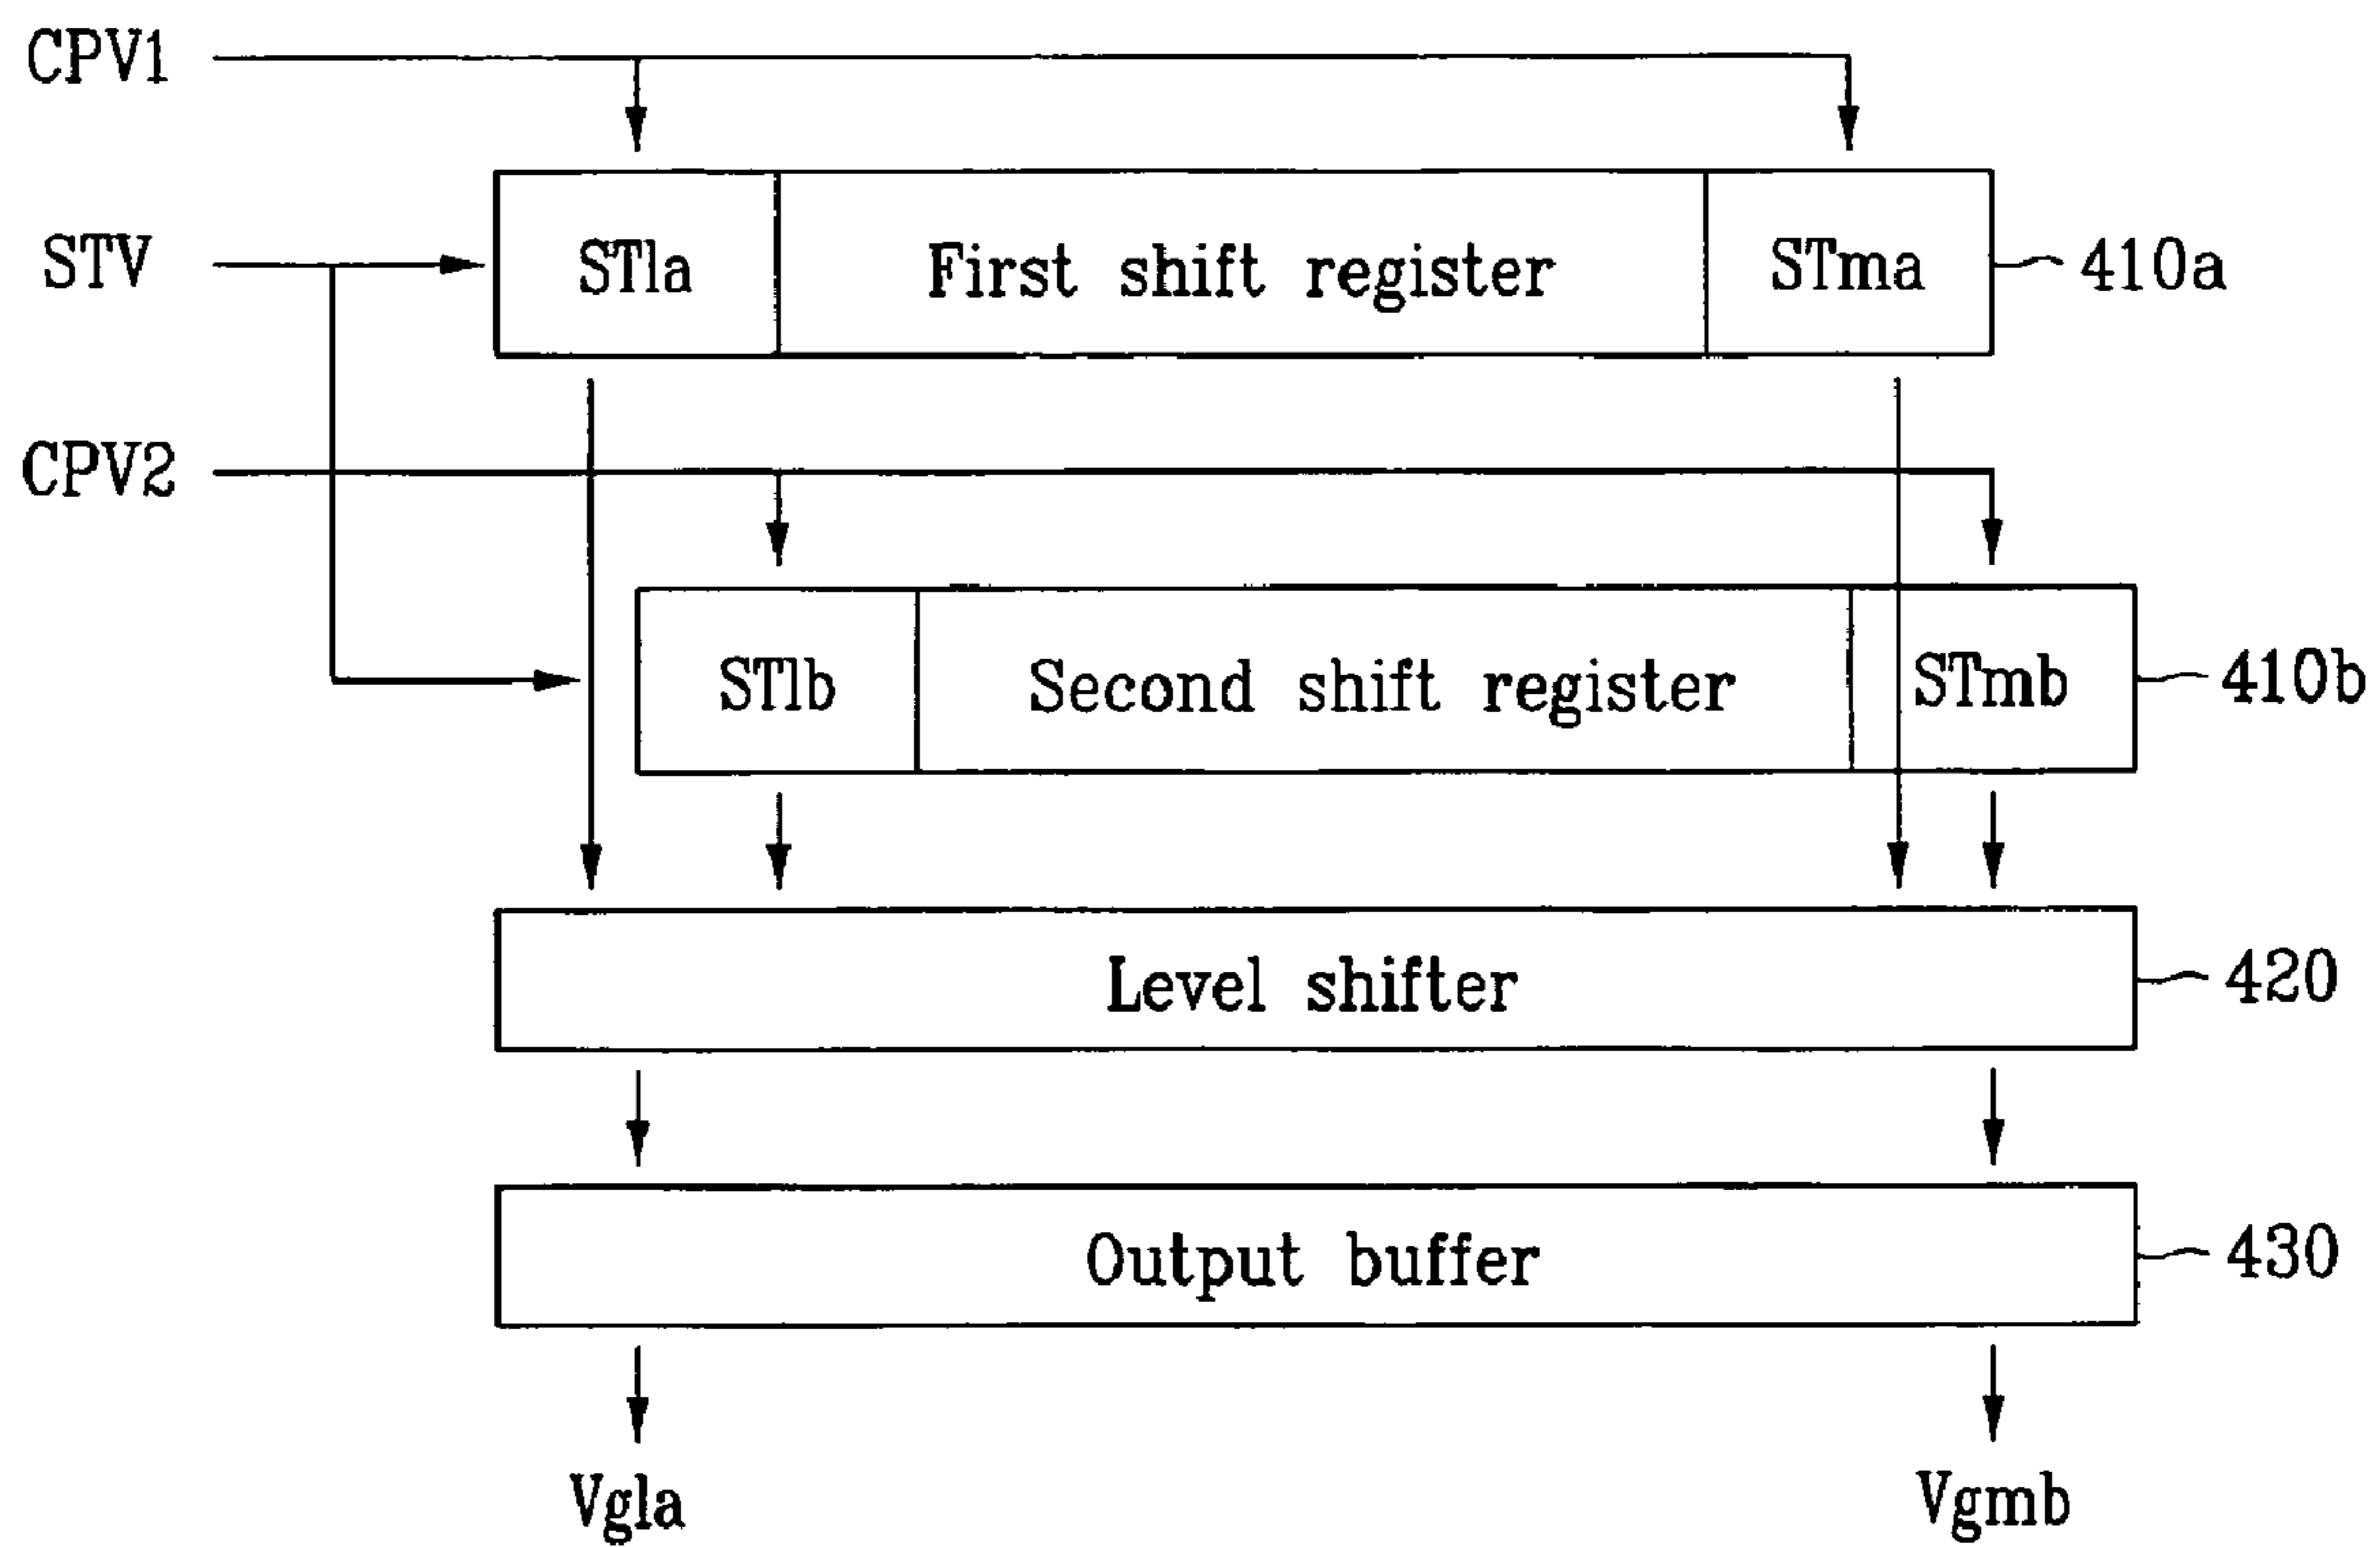 CPV1
STV
ST1a
First shift register
STma
410a
CPV2
ST1b
Second shift register
STmb
410b
Level shifter
420
Output buffer
430
Vg1a
Vgmb